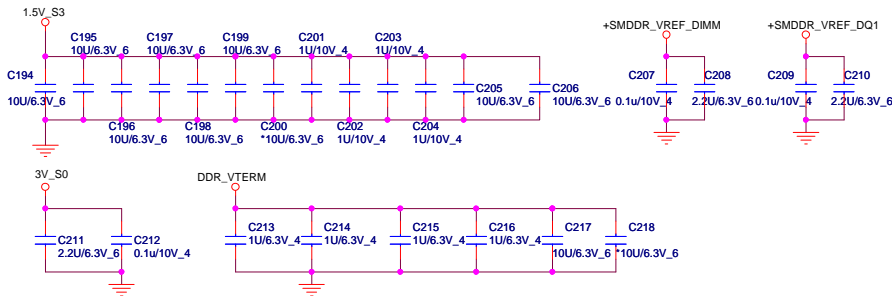 1.5V_S3
+SMDDR_VREF_DIMM
+SMDDR_VREF_DQ1
C195
10U/6.3V_6
C197
10U/6.3V_6
C199
10U/6.3V_6
C201
1U/10V_4
C203
1U/10V_4
C194
10U/6.3V_6
C205
10U/6.3V_6
C206
10U/6.3V_6
C207
0.1u/10V_4
C208
2.2U/6.3V_6
C209
0.1u/10V_4
C210
2.2U/6.3V_6
C196
10U/6.3V_6
C198
10U/6.3V_6
C200
*10U/6.3V_6
C202
1U/10V_4
C204
1U/10V_4
3V_S0
DDR_VTERM
C211
2.2U/6.3V_6
C212
0.1u/10V_4
C213
1U/6.3V_4
C214
1U/6.3V_4
C215
1U/6.3V_4
C216
1U/6.3V_4
C217
10U/6.3V_6
C218
*10U/6.3V_6